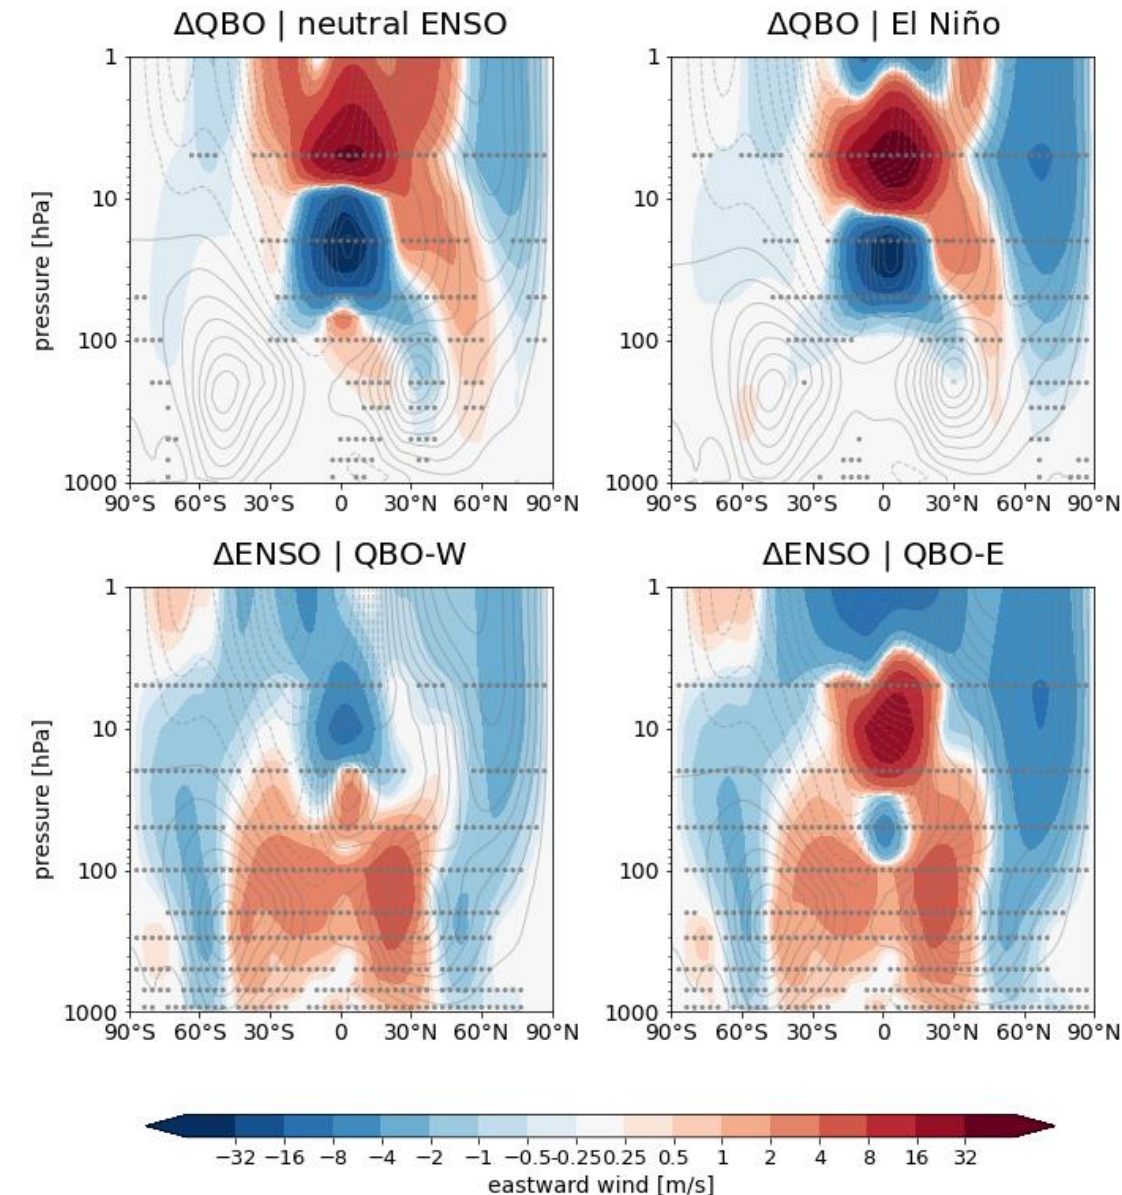 ΔQBO | neutral ENSO
ΔQBO | El Niño
1
10
100
1000
pressure [hPa]
90°S 60°S 30°S 0 30°N 60°N 90°N
1
10
100
1000
90°S 60°S 30°S 0 30°N 60°N 90°N
ΔENSO | QBO-W
ΔENSO | QBO-E
1
10
100
1000
pressure [hPa]
90°S 60°S 30°S 0 30°N 60°N 90°N
1
10
100
1000
90°S 60°S 30°S 0 30°N 60°N 90°N
−32 −16 −8 −4 −2 −1 −0.5 -0.25 0.25 0.5 1 2 4 8 16 32
eastward wind [m/s]